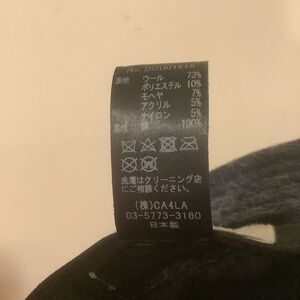 表地 ウール 73%
ポリエステル 10%
モヘヤ 7%
アクリル 5%
ナイロン 5%
裏地 綿 100%
洗濯はクリーニング店
にご相談ください。
(株)CA4LA
03-5773-3160
日本製